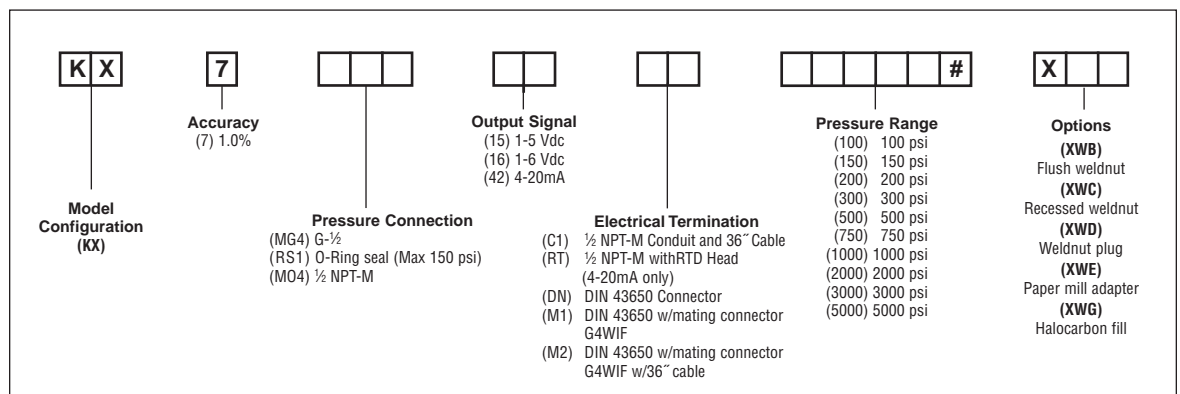 K X
7
#
X
Accuracy
(7) 1.0%
Output Signal
(15) 1-5 Vdc
(16) 1-6 Vdc
(42) 4-20mA
Pressure Range
(100) 100 psi
(150) 150 psi
(200) 200 psi
(300) 300 psi
(500) 500 psi
(750) 750 psi
(1000) 1000 psi
(2000) 2000 psi
(3000) 3000 psi
(5000) 5000 psi
Options
(XWB)
Flush weldnut
(XWC)
Recessed weldnut
(XWD)
Weldnut plug
(XWE)
Paper mill adapter
(XWG)
Halocarbon fill
Model
Configuration
(KX)
Pressure Connection
(MG4) G-½
(RS1) O-Ring seal (Max 150 psi)
(MO4) ½ NPT-M
Electrical Termination
(C1) ½ NPT-M Conduit and 36˝ Cable
(RT) ½ NPT-M withRTD Head
(4-20mA only)
(DN) DIN 43650 Connector
(M1) DIN 43650 w/mating connector
G4WIF
(M2) DIN 43650 w/mating connector
G4WIF w/36˝ cable